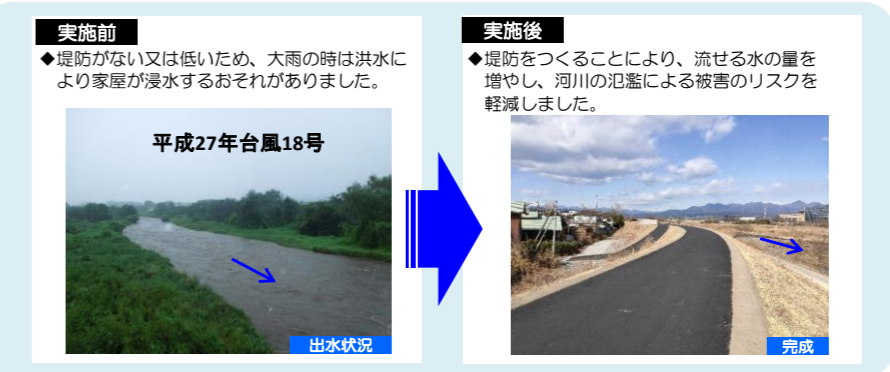 実施前
◆堤防がない又は低いため、大雨の時は洪水に
より家屋が浸水するおそれがありました。
平成27年台風18号
出水状況
実施後
◆堤防をつくることにより、流せる水の量を
増やし、河川の氾濫による被害のリスクを
軽減しました。
完成